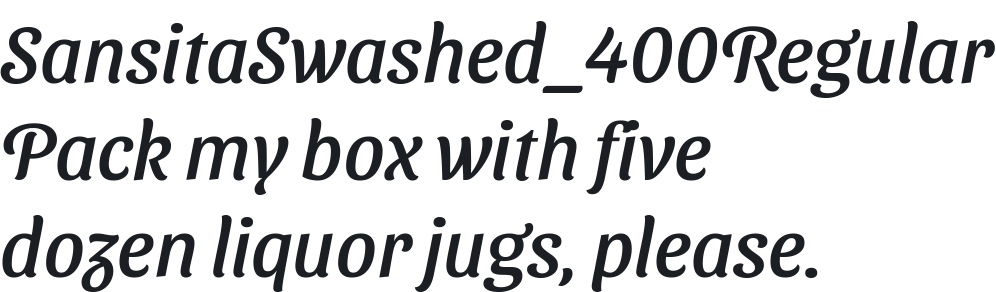 SansitaSwashed_400Regular
Pack my box with five
dozen liquor jugs, please.